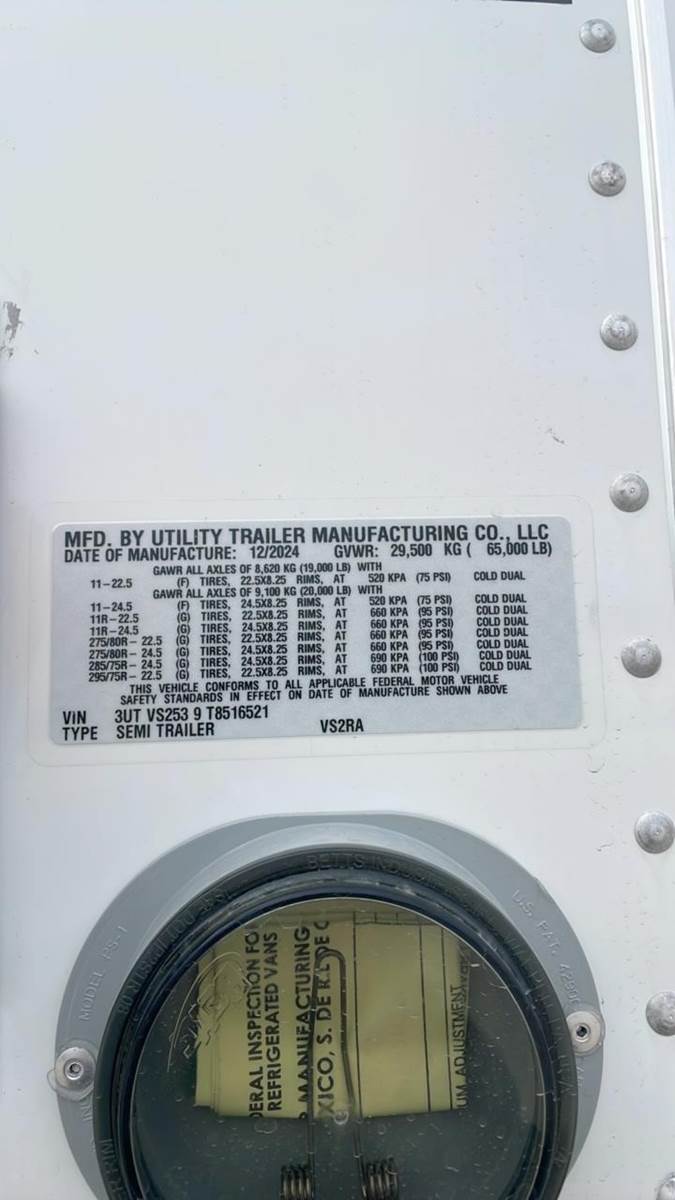 MFD. BY UTILITY TRAILER MANUFACTURING CO., LLC
DATE OF MANUFACTURE: 12/2024 GVWR: 29,500 KG ( 65,000 LB)
GAWR ALL AXLES OF 8,620 KG (19,000 LB) WITH
11-22.5 (F) TIRES, 22.5X8.25 RIMS, AT 520 KPA (75 PSI) COLD DUAL
GAWR ALL AXLES OF 9,100 KG (20,000 LB) WITH
11-24.5 (F) TIRES, 24.5X8.25 RIMS, AT 520 KPA (75 PSI) COLD DUAL
11R-22.5 (G) TIRES, 22.5X8.25 RIMS, AT 660 KPA (95 PSI) COLD DUAL
11R-24.5 (G) TIRES, 24.5X8.25 RIMS, AT 660 KPA (95 PSI) COLD DUAL
275/80R- 22.5 (G) TIRES, 22.5X8.25 RIMS, AT 660 KPA (95 PSI) COLD DUAL
275/80R- 24.5 (G) TIRES, 24.5X8.25 RIMS, AT 660 KPA (95 PSI) COLD DUAL
285/75R- 24.5 (G) TIRES, 24.5X8.25 RIMS, AT 690 KPA (100 PSI) COLD DUAL
295/75R- 22.5 (G) TIRES, 22.5X8.25 RIMS, AT 690 KPA (100 PSI) COLD DUAL
THIS VEHICLE CONFORMS TO ALL APPLICABLE FEDERAL MOTOR VEHICLE
SAFETY STANDARDS IN EFFECT ON DATE OF MANUFACTURE SHOWN ABOVE
VIN 3UT VS253 9 T8516521
TYPE SEMI TRAILER VS2RA
BETTS
U.S. PAT.
MODEL
DERAL INSPECTION FO
REFRIGERATED VANS
MANUFACTURING
XICO, S. DE R.L. DE C
UM ADJUSTMENT